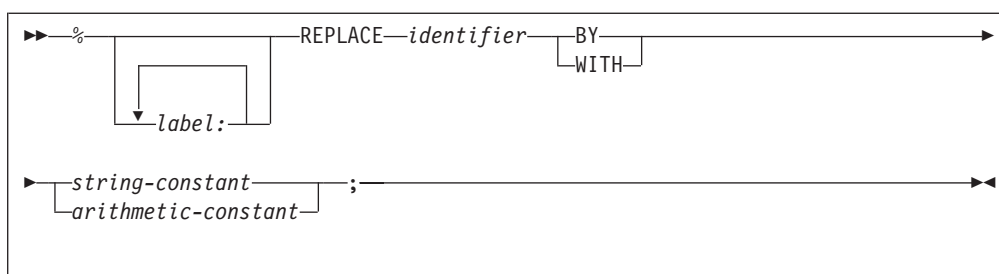 % REPLACE identifier BY
WITH
label:
string-constant ;
arithmetic-constant